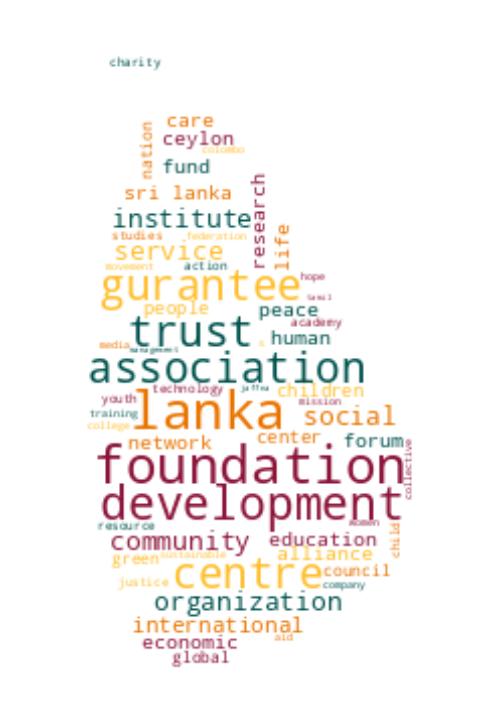 charity
care
nation
ceylon
colombo
fund
research
sri lanka
institute
life
studies
federation
service
movement
action
gurantee
hope
tamil
people
peace
academy
trust
human
media
management
s
association
technology
jaffna
children
youth
mission
lanka
training
social
college
network
center
forum
foundation
collective
development
resource
women
community
education
child
green
sustainable
alliance
centre
council
justice
company
organization
international
aid
economic
global